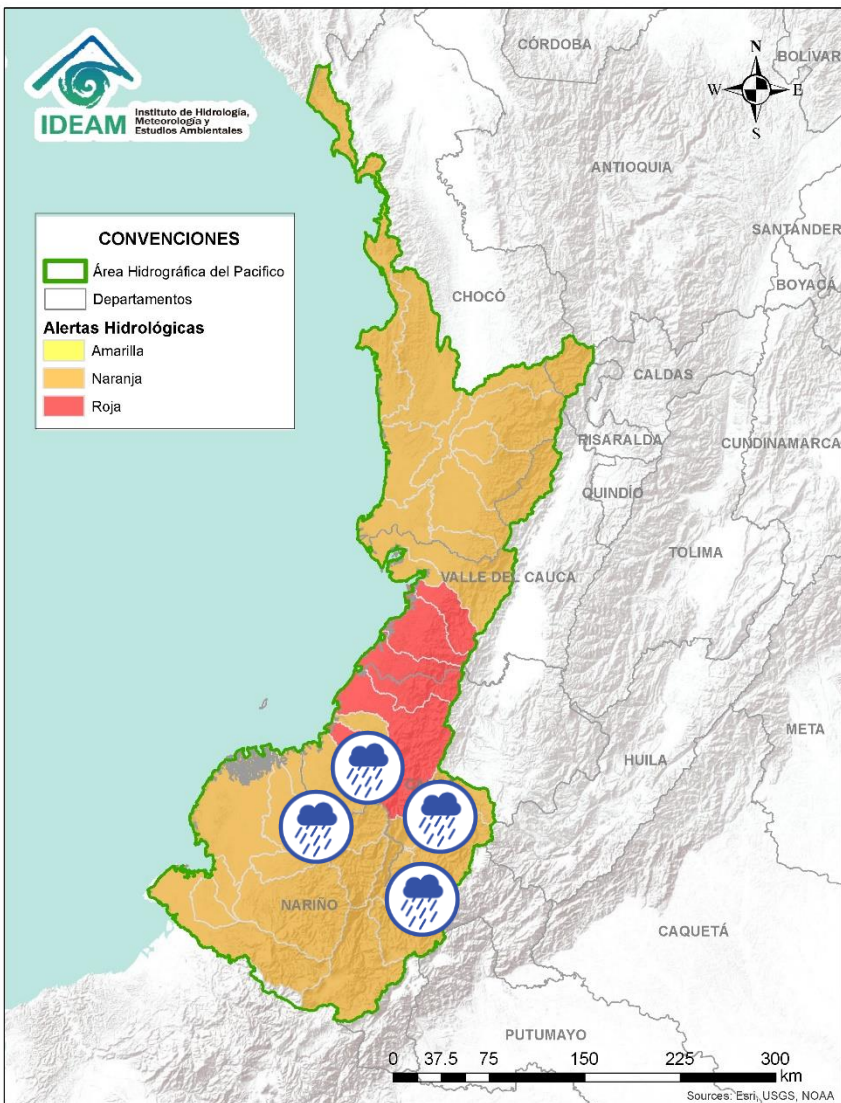 IDEAM
Instituto de Hidrología,
Meteorología y
Estudios Ambientales
CÓRDOBA
BOLÍVAR
N
W
E
S
ANTIOQUIA
SANTANDER
BOYACÁ
CONVENCIONES
Área Hidrográfica del Pacifico
Departamentos
Alertas Hidrológicas
Amarilla
Naranja
Roja
CHOCÓ
CALDAS
RISARALDA
CUNDINAMARCA
QUINDÍO
TOLIMA
VALLE DEL CAUCA
META
HUILA
NARIÑO
CAQUETÁ
PUTUMAYO
0 37.5 75 150 225 300
km
Sources: Esri, USGS, NOAA